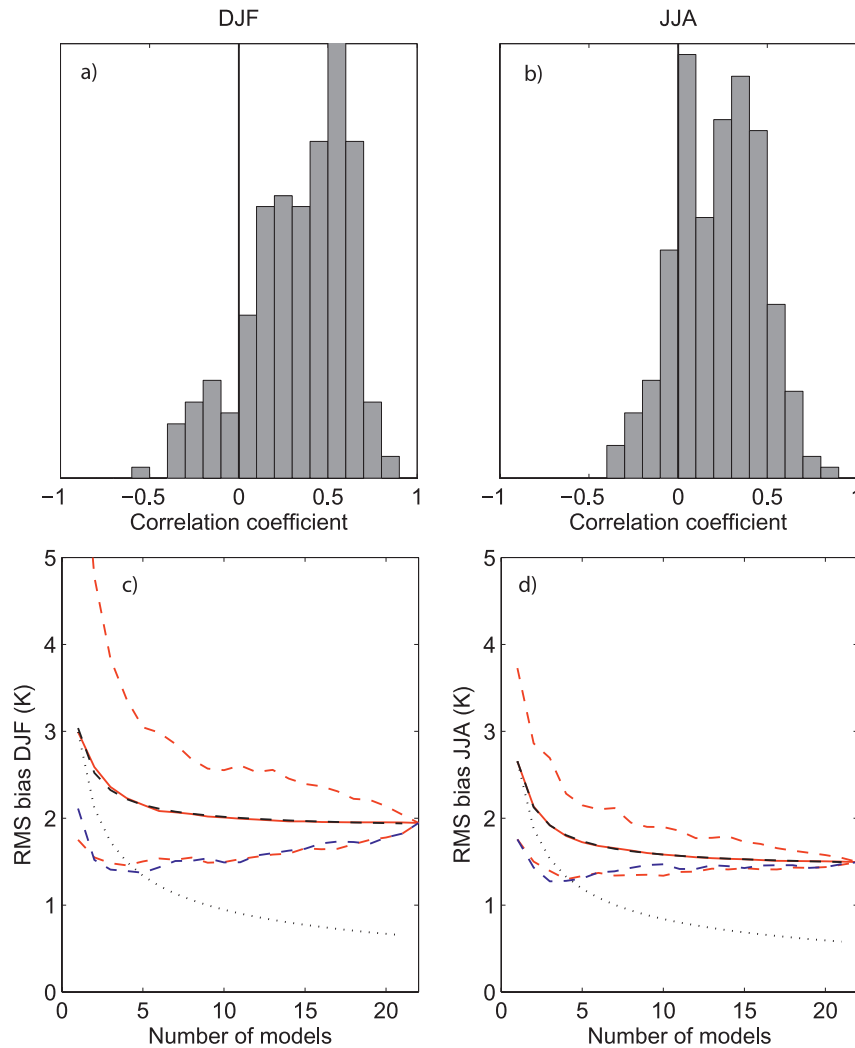 DJF
JJA
a)
b)
−1
−0.5
0
0.5
1
−1
−0.5
0
0.5
1
Correlation coefficient
Correlation coefficient
5
4
3
2
1
0
c)
RMS bias DJF (K)
0
5
10
15
20
Number of models
5
4
3
2
1
0
d)
RMS bias JJA (K)
0
5
10
15
20
Number of models